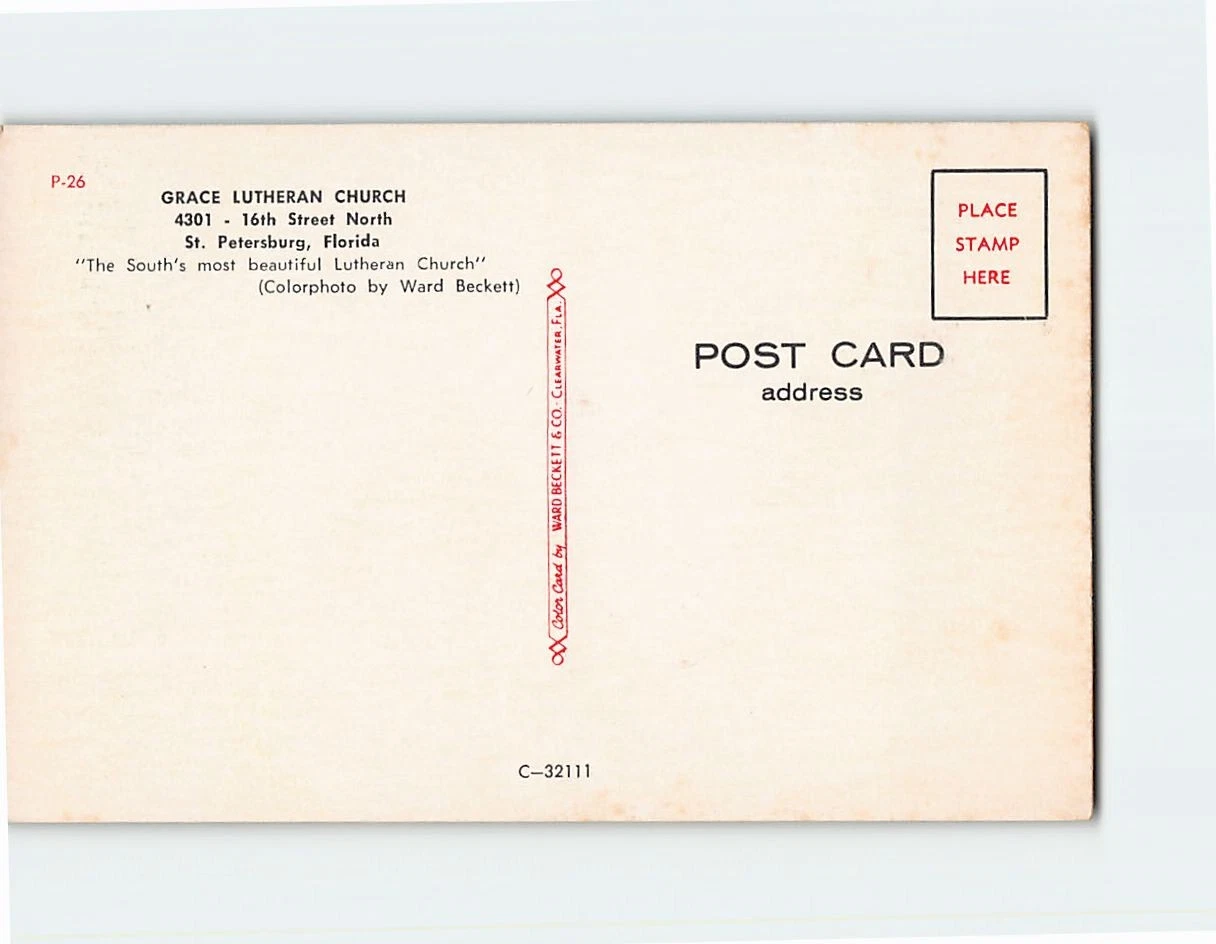 P-26
GRACE LUTHERAN CHURCH
4301 - 16th Street North
St. Petersburg, Florida
"The South's most beautiful Lutheran Church"
(Colorphoto by Ward Beckett)
Color Card by WARD BECKETT & CO. - CLEARWATER, FLA.
PLACE
STAMP
HERE
POST CARD
address
C-32111